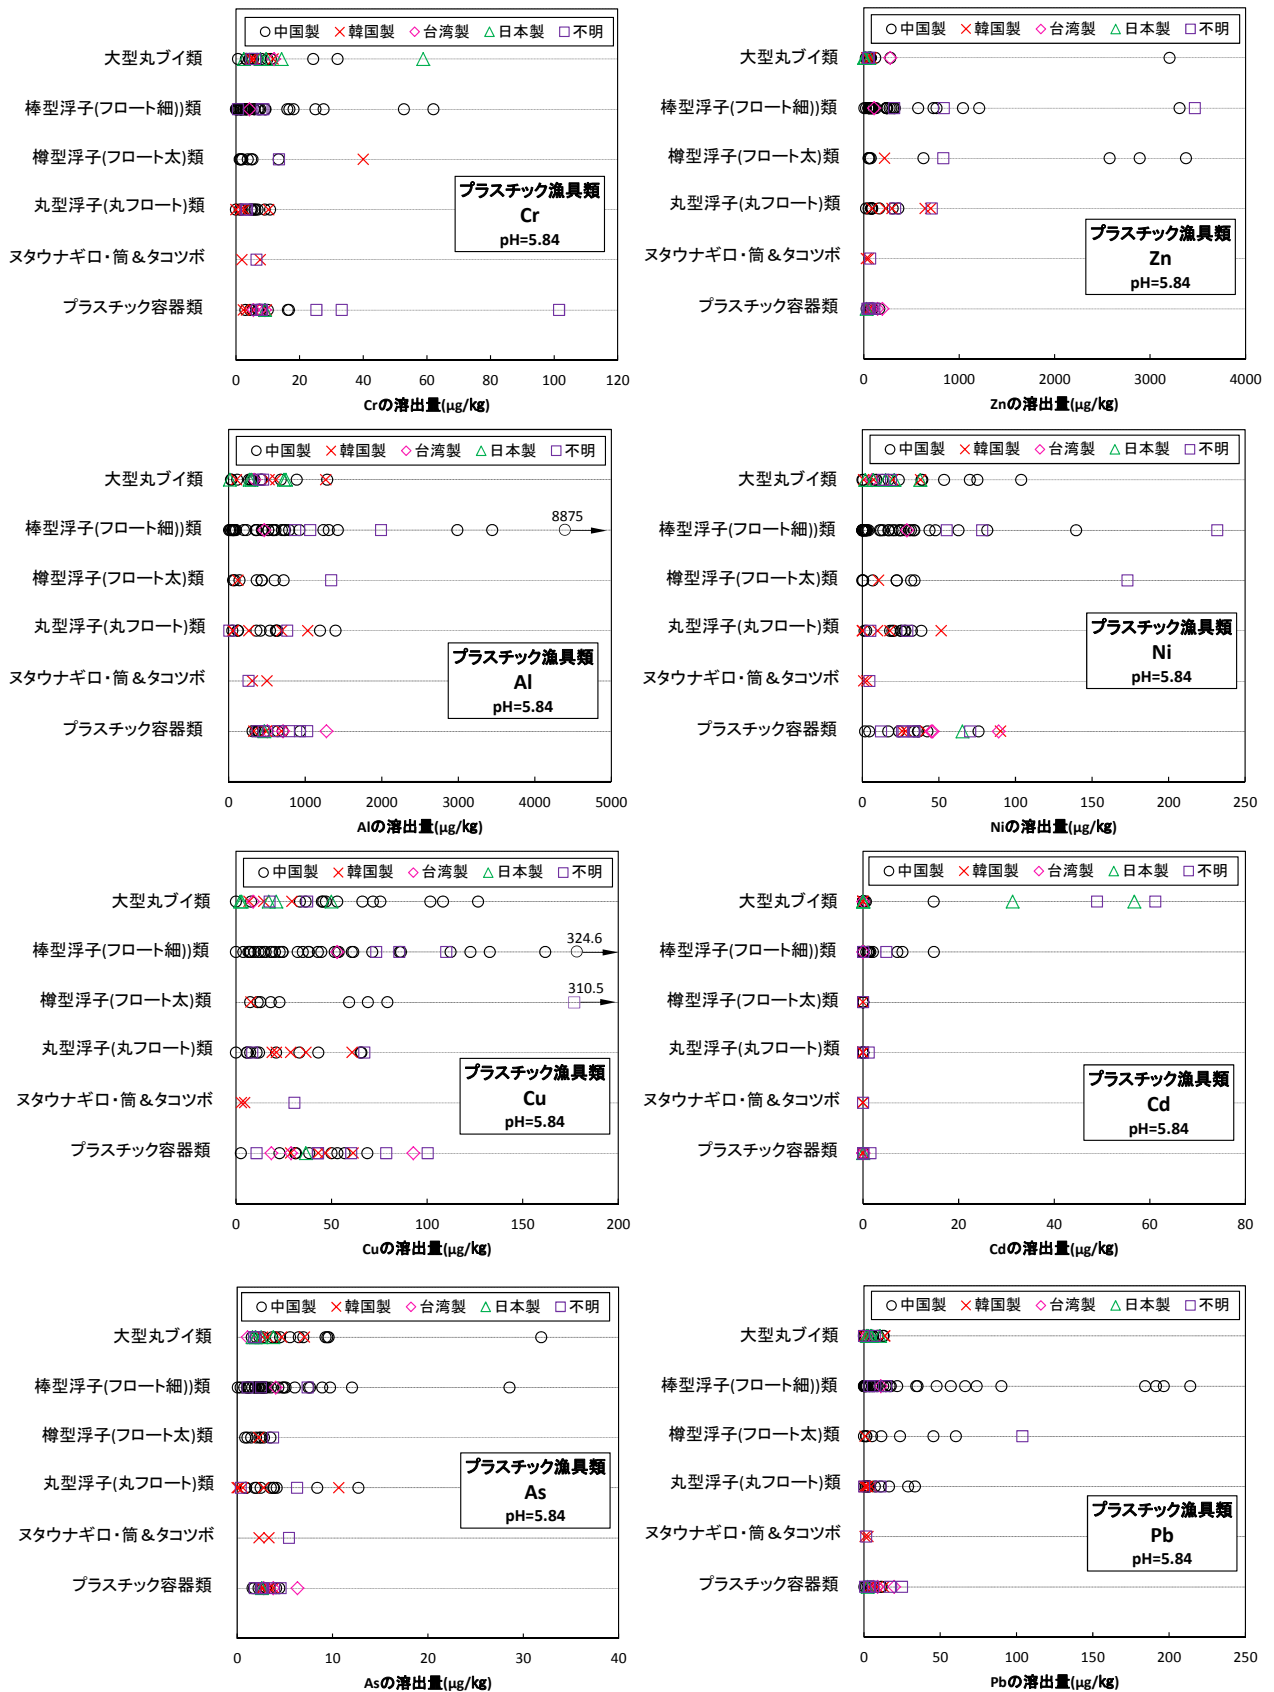 ○中国製 ×韓国製 ◇台湾製 △日本製 □不明
大型丸ブイ類
棒型浮子(フロート細))類
樽型浮子(フロート太)類
丸型浮子(丸フロート)類
ヌタウナギロ・筒＆タコツボ
プラスチック容器類
プラスチック漁具類
Cr
pH=5.84
0 20 40 60 80 100 120
Crの溶出量(μg/kg)
○中国製 ×韓国製 ◇台湾製 △日本製 □不明
大型丸ブイ類
棒型浮子(フロート細))類
樽型浮子(フロート太)類
丸型浮子(丸フロート)類
ヌタウナギロ・筒＆タコツボ
プラスチック容器類
プラスチック漁具類
Zn
pH=5.84
0 1000 2000 3000 4000
Znの溶出量(μg/kg)
○中国製 ×韓国製 ◇台湾製 △日本製 □不明
大型丸ブイ類
棒型浮子(フロート細))類
8875
樽型浮子(フロート太)類
丸型浮子(丸フロート)類
ヌタウナギロ・筒＆タコツボ
プラスチック容器類
プラスチック漁具類
Al
pH=5.84
0 1000 2000 3000 4000 5000
Alの溶出量(μg/kg)
○中国製 ×韓国製 ◇台湾製 △日本製 □不明
大型丸ブイ類
棒型浮子(フロート細))類
樽型浮子(フロート太)類
丸型浮子(丸フロート)類
ヌタウナギロ・筒＆タコツボ
プラスチック容器類
プラスチック漁具類
Ni
pH=5.84
0 50 100 150 200 250
Niの溶出量(μg/kg)
○中国製 ×韓国製 ◇台湾製 △日本製 □不明
大型丸ブイ類
棒型浮子(フロート細))類
324.6
樽型浮子(フロート太)類
310.5
丸型浮子(丸フロート)類
ヌタウナギロ・筒＆タコツボ
プラスチック容器類
プラスチック漁具類
Cu
pH=5.84
0 50 100 150 200
Cuの溶出量(μg/kg)
○中国製 ×韓国製 ◇台湾製 △日本製 □不明
大型丸ブイ類
棒型浮子(フロート細))類
樽型浮子(フロート太)類
丸型浮子(丸フロート)類
ヌタウナギロ・筒＆タコツボ
プラスチック容器類
プラスチック漁具類
Cd
pH=5.84
0 20 40 60 80
Cdの溶出量(μg/kg)
○中国製 ×韓国製 ◇台湾製 △日本製 □不明
大型丸ブイ類
棒型浮子(フロート細))類
樽型浮子(フロート太)類
丸型浮子(丸フロート)類
ヌタウナギロ・筒＆タコツボ
プラスチック容器類
プラスチック漁具類
As
pH=5.84
0 10 20 30 40
Asの溶出量(μg/kg)
○中国製 ×韓国製 ◇台湾製 △日本製 □不明
大型丸ブイ類
棒型浮子(フロート細))類
樽型浮子(フロート太)類
丸型浮子(丸フロート)類
ヌタウナギロ・筒＆タコツボ
プラスチック容器類
プラスチック漁具類
Pb
pH=5.84
0 50 100 150 200 250
Pbの溶出量(μg/kg)